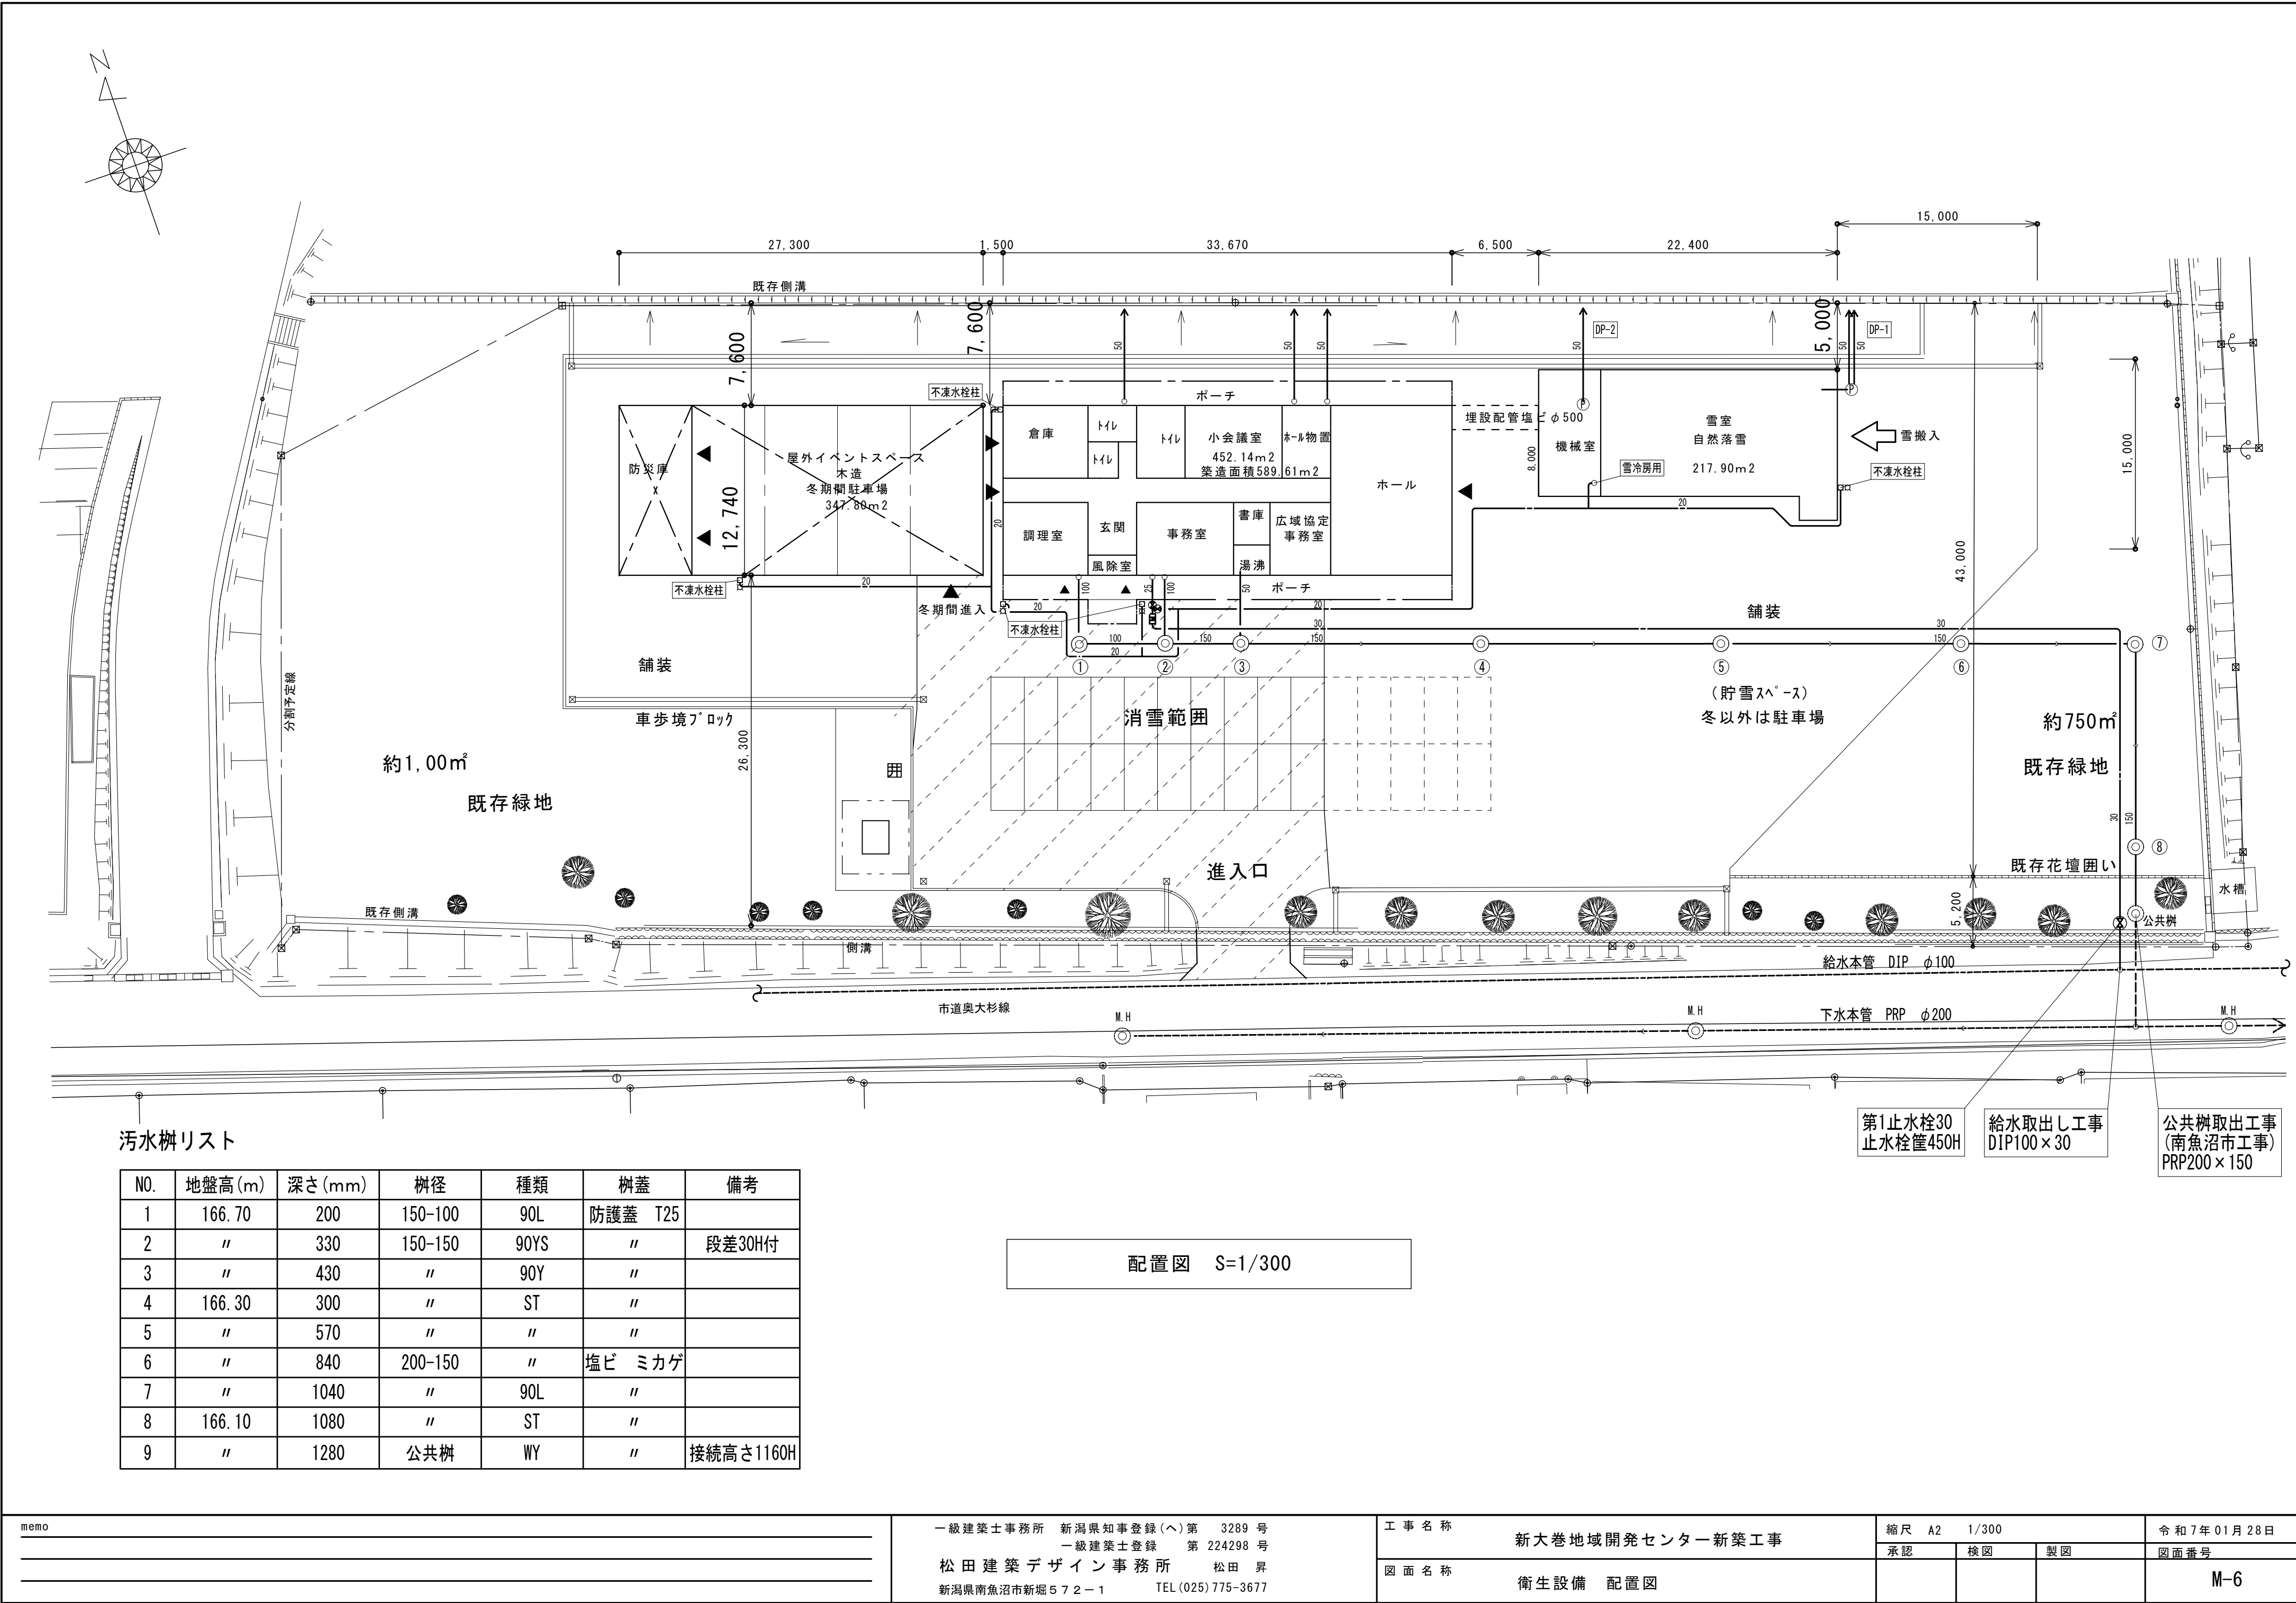 N
15,000
27,300
1,500
33,670
6,500
22,400
既存側溝
7,600
7,600
5,000
50
50
50
50
DP-2
50
50
DP-1
不凍水栓柱
ポーチ
倉庫
トイレ
トイレ
トイレ
小会議室
452.14m2
築造面積589.61m2
ホール物置
ホール
埋設配管塩ビφ500
機械室
8,000
雪冷房用
雪室
自然落雪
217.90m2
P
P
雪搬入
不凍水栓柱
15,000
防災庫
x
屋外イベントスペース
木造
冬期間駐車場
347.80m2
12,740
20
調理室
玄関
風除室
事務室
書庫
湯沸
広域協定
事務室
20
43,000
不凍水栓柱
20
冬期間進入
100
25
100
50
ポーチ
20
20
不凍水栓柱
30
30
100
150
150
150
20
① ② ③ ④ ⑤ ⑥ ⑦
舗装
舗装
分割予定線
車歩境ブロック
26,300
消雪範囲
(貯雪スペース)
冬以外は駐車場
約750㎡
既存緑地
約1,00㎡
既存緑地
30
150
⑧
進入口
既存花壇囲い
水槽
既存側溝
側溝
5,200
公共桝
給水本管 DIP φ100
市道奥大杉線
M.H
M.H
M.H
下水本管 PRP φ200
第1止水栓30
止水栓筐450H
給水取出し工事
DIP100×30
公共桝取出工事
(南魚沼市工事)
PRP200×150
汚水桝リスト
NO. 地盤高(m) 深さ(mm) 桝径 種類 桝蓋 備考
1 166.70 200 150-100 90L 防護蓋 T25
2 〃 330 150-150 90YS 〃 段差30H付
3 〃 430 〃 90Y 〃
4 166.30 300 〃 ST 〃
5 〃 570 〃 〃 〃
6 〃 840 200-150 〃 塩ビ ミカゲ
7 〃 1040 〃 90L 〃
8 166.10 1080 〃 ST 〃
9 〃 1280 公共桝 WY 〃 接続高さ1160H
配置図 S=1/300
memo
一級建築士事務所 新潟県知事登録(ヘ)第 3289 号
一級建築士登録 第 224298 号
松田建築デザイン事務所 松田 昇
新潟県南魚沼市新堀572-1 TEL(025)775-3677
工事名称 新大巻地域開発センター新築工事
図面名称 衛生設備 配置図
縮尺 A2 1/300
承認 検図 製図
令和7年01月28日
図面番号
M-6